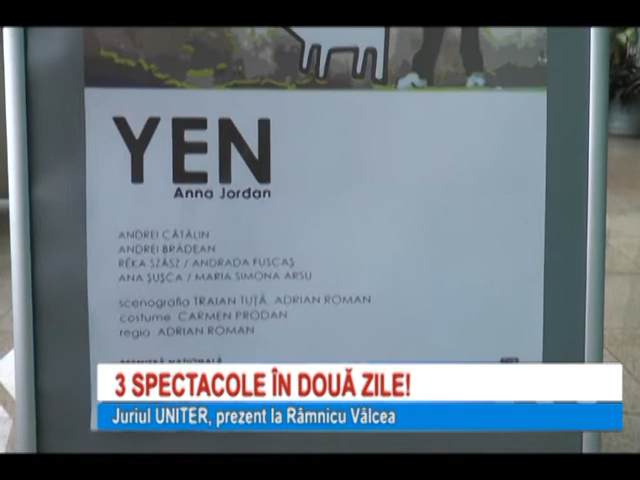 YEN
Anna Jordan
ANDREI CĂTĂLIN
ANDREI BRĂDEAN
RÉKA SZÁSZ / ANDRADA FUSCAȘ
ANA ȘUȘCA / MARIA SIMONA ARSU
scenografia TRAIAN ȚUȚĂ, ADRIAN ROMAN
costume CARMEN PRODAN
regia ADRIAN ROMAN
3 SPECTACOLE ÎN DOUĂ ZILE!
Juriul UNITER, prezent la Râmnicu Vâlcea